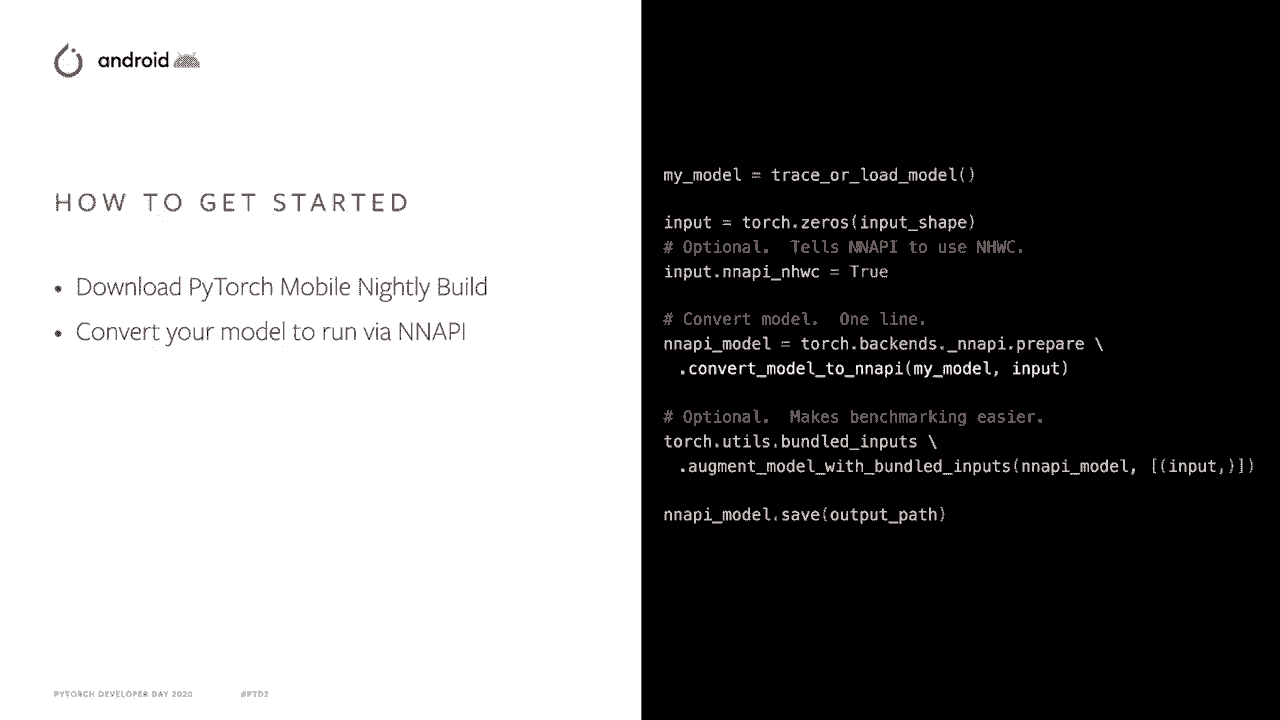 android
HOW TO GET STARTED
• Download PyTorch Mobile Nightly Build
• Convert your model to run via NNAPI
PYTORCH DEVELOPER DAY 2020
#PTD2
my_model = trace_or_load_model()
input = torch.zeros(input_shape)
# Optional.  Tells NNAPI to use NHWC.
input.nnapi_nhwc = True
# Convert model.  One line.
nnapi_model = torch.backends._nnapi.prepare \
  .convert_model_to_nnapi(my_model, input)
# Optional.  Makes benchmarking easier.
torch.utils.bundled_inputs \
  .augment_model_with_bundled_inputs(nnapi_model, [(input,)])
nnapi_model.save(output_path)